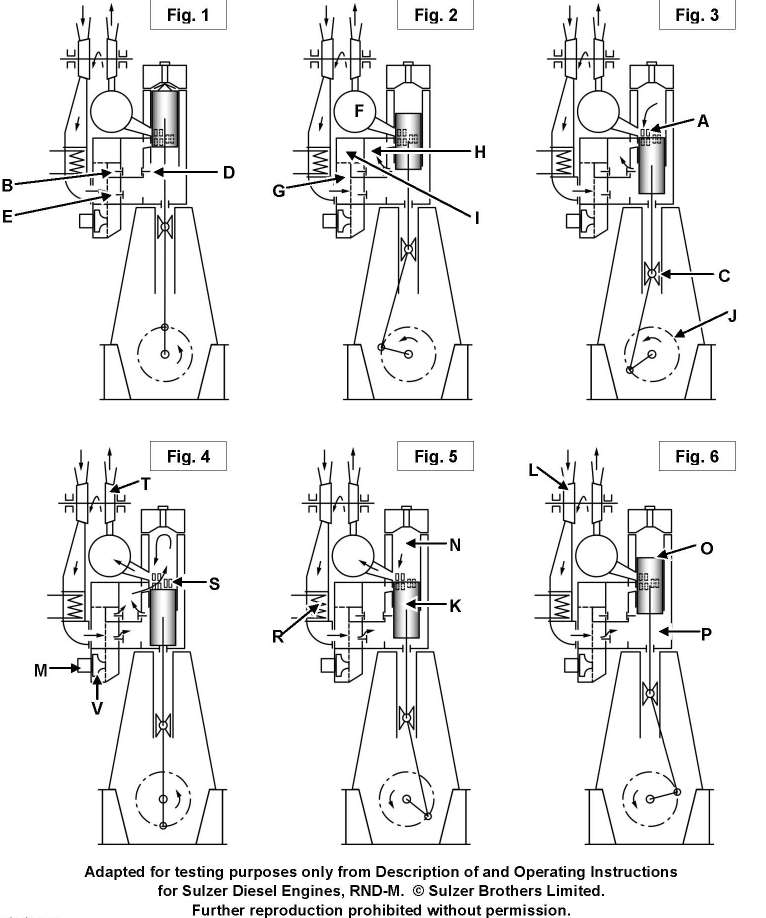 Fig. 1
Fig. 2
Fig. 3
F
A
H
B
D
G
E
I
C
J
Fig. 4
Fig. 5
Fig. 6
T
L
N
O
S
K
R
P
M
V
Adapted for testing purposes only from Description of and Operating Instructions
for Sulzer Diesel Engines, RND-M. © Sulzer Brothers Limited.
Further reproduction prohibited without permission.